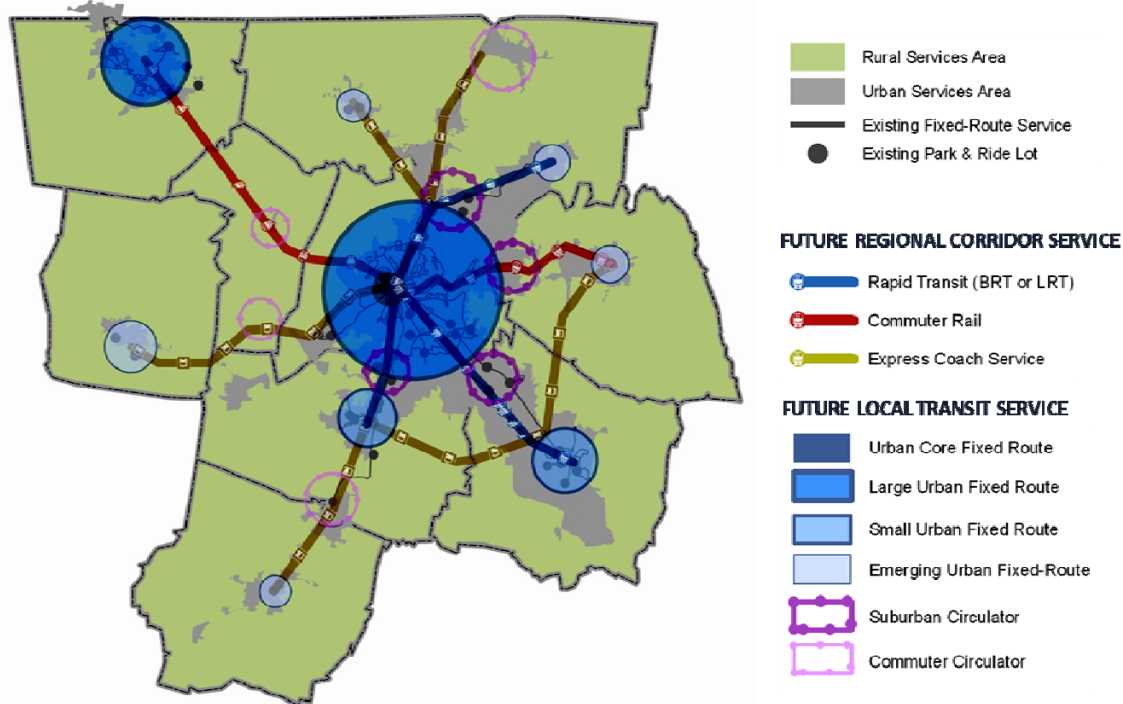 Rural Services Area
Urban Services Area
Existing Fixed-Route Service
Existing Park & Ride Lot
FUTURE REGIONAL CORRIDOR SERVICE
Rapid Transit (BRT or LRT)
Commuter Rail
Express Coach Service
FUTURE LOCAL TRANSIT SERVICE
Urban Core Fixed Route
Large Urban Fixed Route
Small Urban Fixed Route
Emerging Urban Fixed-Route
Suburban Circulator
Commuter Circulator